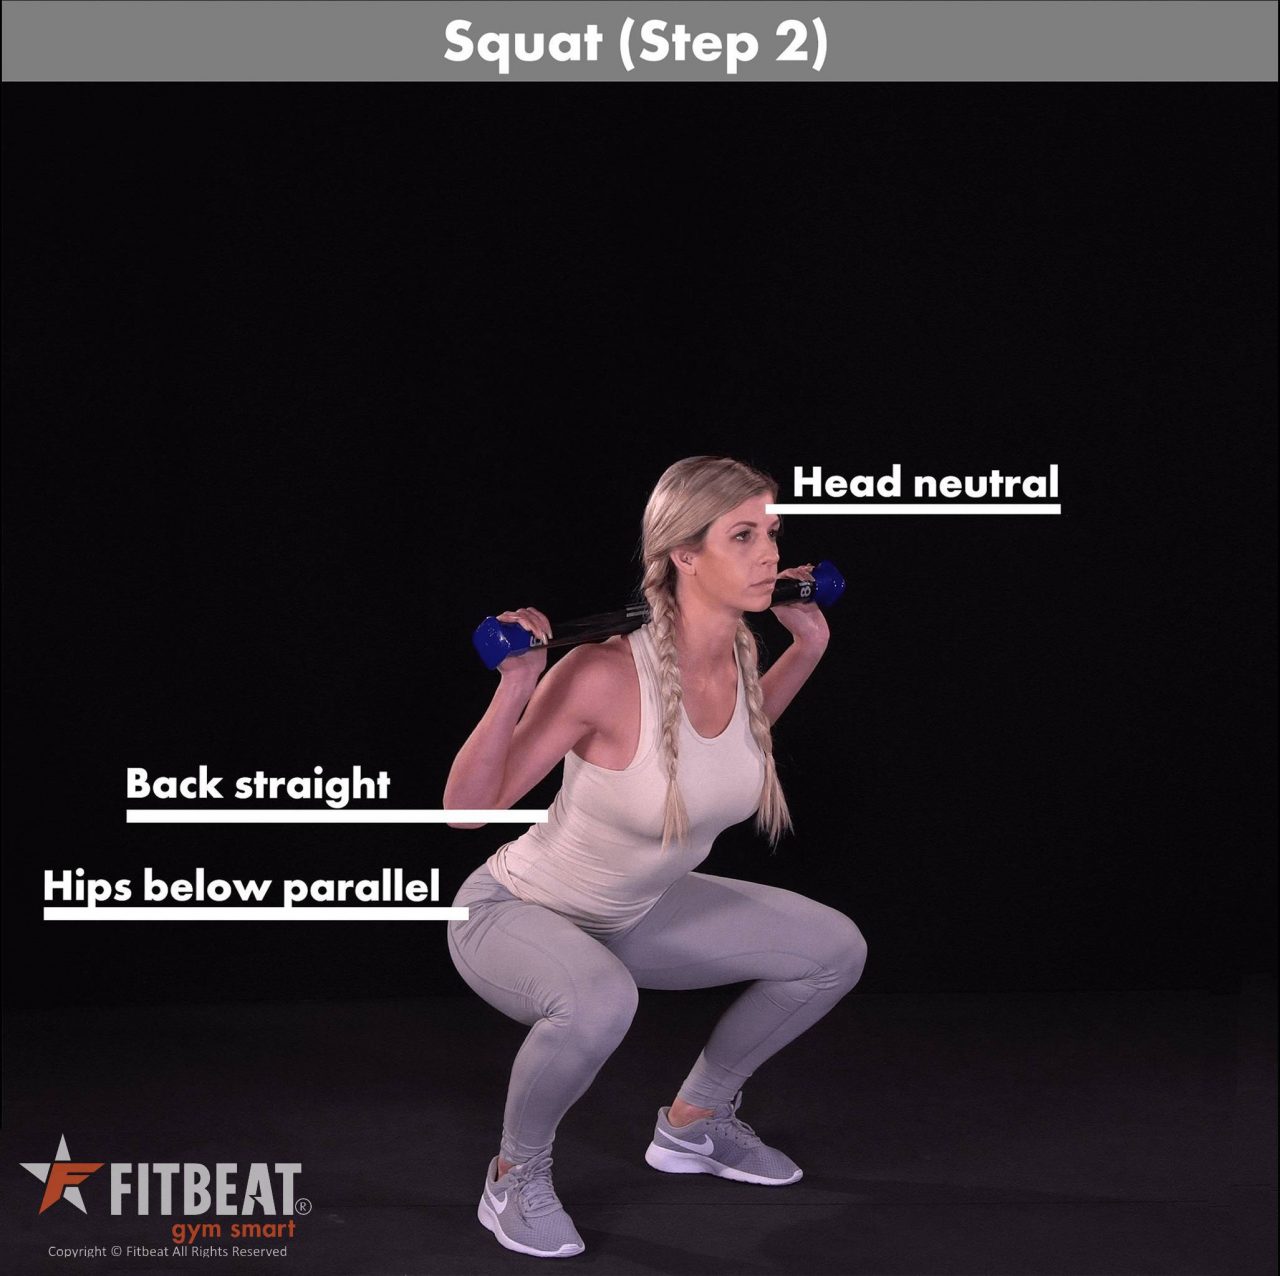 Squat (Step 2)
Head neutral
Back straight
Hips below parallel
FITBEAT®
gym smart
Copyright © Fitbeat All Rights Reserved